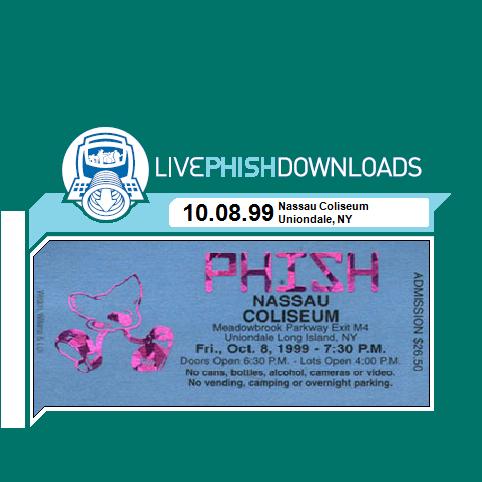 LIVEPHISHDOWNLOADS
10.08.99 Nassau Coliseum
Uniondale, NY
PHISH
NASSAU
COLISEUM
Meadowbrook Parkway Exit M4
Uniondale Long Island, NY
Fri., Oct. 8, 1999 - 7:30 P.M.
Doors Open 6:30 P.M. - Lots Open 4:00 P.M.
No cans, bottles, alcohol, cameras or video.
No vending, camping or overnight parking.
ADMISSION $26.50